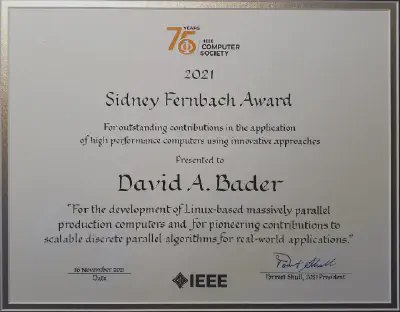 75 YEARS
IEEE
COMPUTER
SOCIETY
2021
Sidney Fernbach Award
For outstanding contributions in the application
of high performance computers using innovative approaches
Presented to
David A. Bader
"For the development of Linux-based massively parallel
production computers and for pioneering contributions to
scalable discrete parallel algorithms for real-world applications."
16 November 2021
Date
IEEE
Forrest Shull, 2021 President